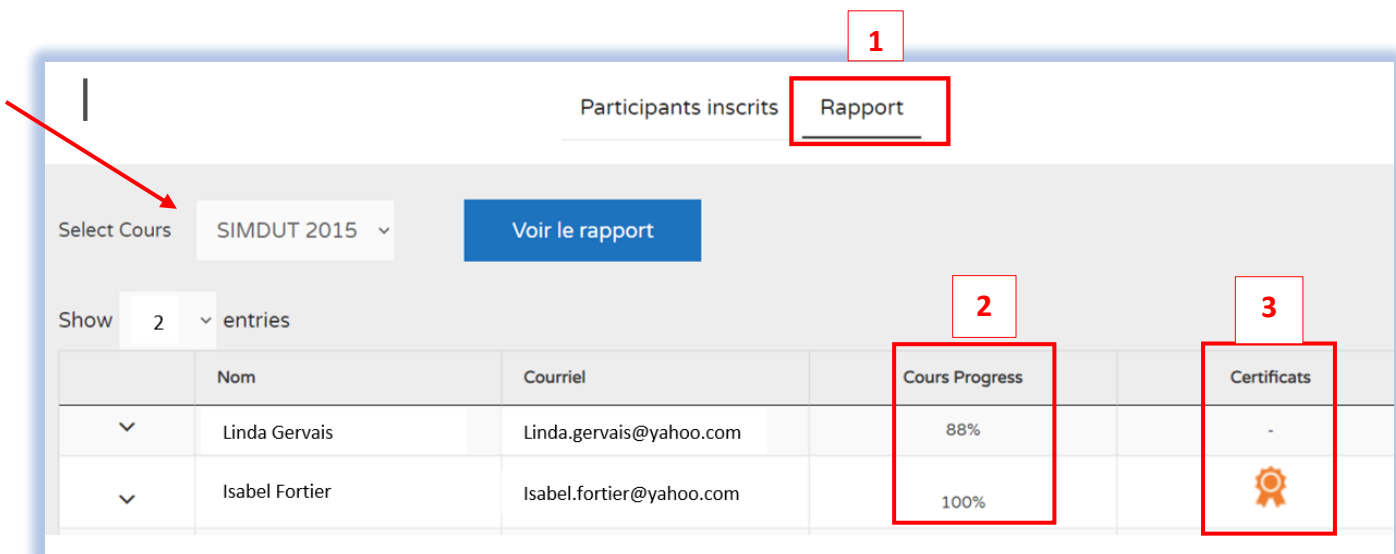 1
Participants inscrits Rapport
Select Cours SIMDUT 2015 Voir le rapport
2 3
Show 2 entries
Nom Courriel Cours Progress Certificats
Linda Gervais Linda.gervais@yahoo.com 88% -
Isabel Fortier Isabel.fortier@yahoo.com 100%